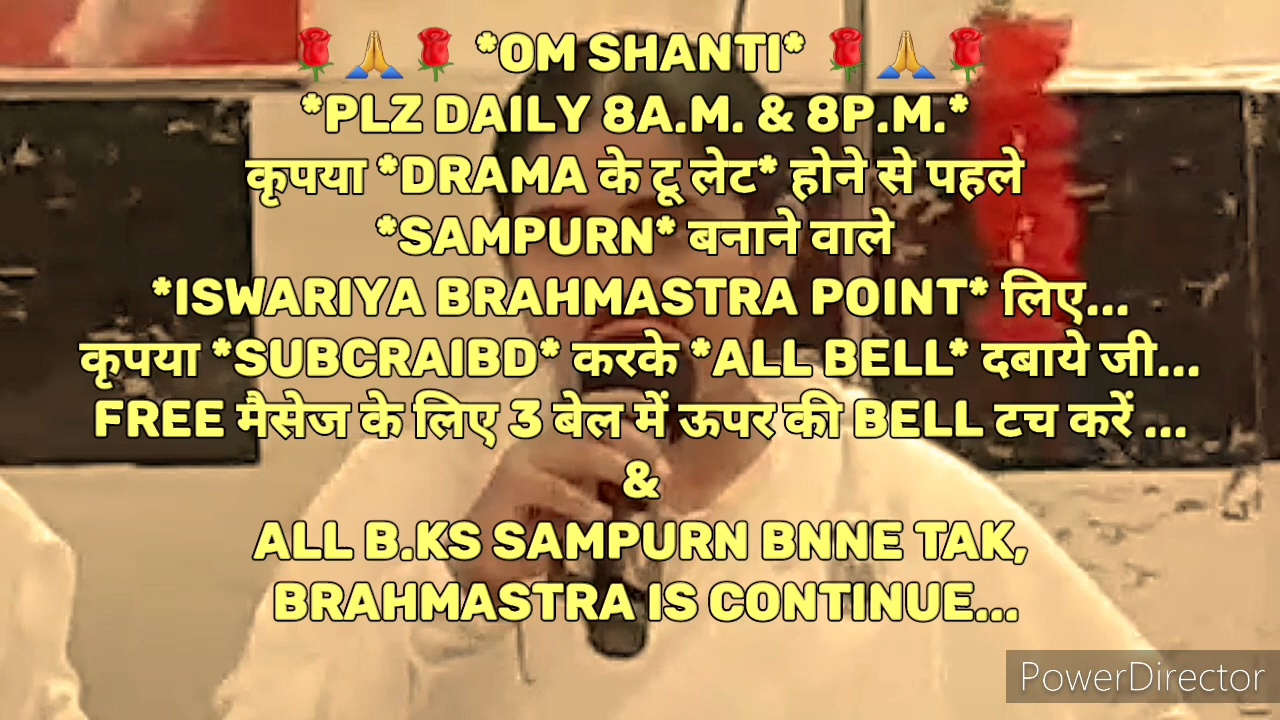 🌹🙏🌹 *OM SHANTI* 🌹🙏🌹
*PLZ DAILY 8A.M. & 8P.M.*
कृपया *DRAMA के टू लेट* होने से पहले
*SAMPURN* बनाने वाले
*ISWARIYA BRAHMASTRA POINT* लिए...
कृपया *SUBCRAIBD* करके *ALL BELL* दबाये जी...
FREE मैसेज के लिए 3 बेल में ऊपर की BELL टच करें ...
&
ALL B.KS SAMPURN BNNE TAK,
BRAHMASTRA IS CONTINUE...
PowerDirector